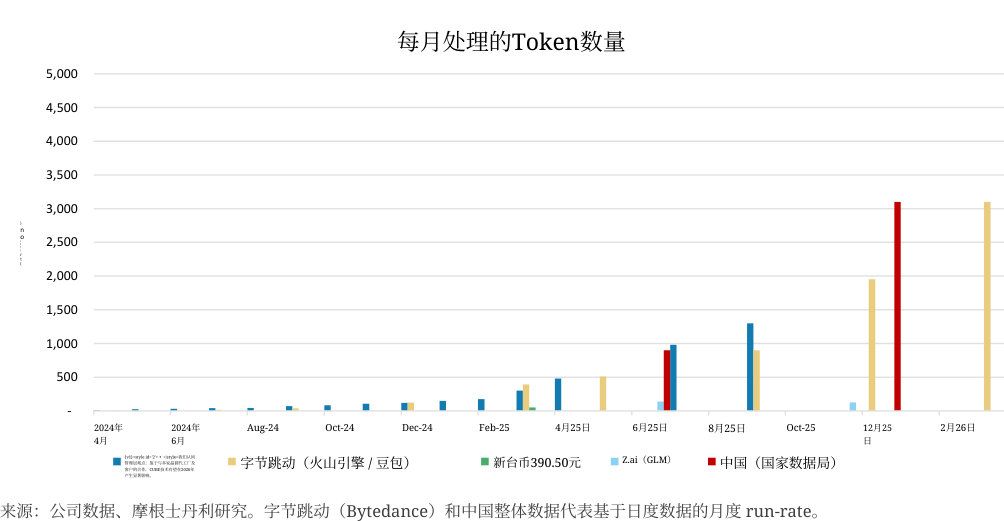 每月处理的Token数量
5,000
4,500
4,000
3,500
3,000
2,500
2,000
1,500
1,000
500
-
2024年4月 2024年6月 Aug-24 Oct-24 Dec-24 Feb-25 4月25日 6月25日 8月25日 Oct-25 12月25日 2月26日
字节跳动（火山引擎 / 豆包） 新台币390.50元 Z.ai（GLM） 中国（国家数据局）
来源：公司数据、摩根士丹利研究。字节跳动（Bytedance）和中国整体数据代表基于日度数据的月度 run-rate。